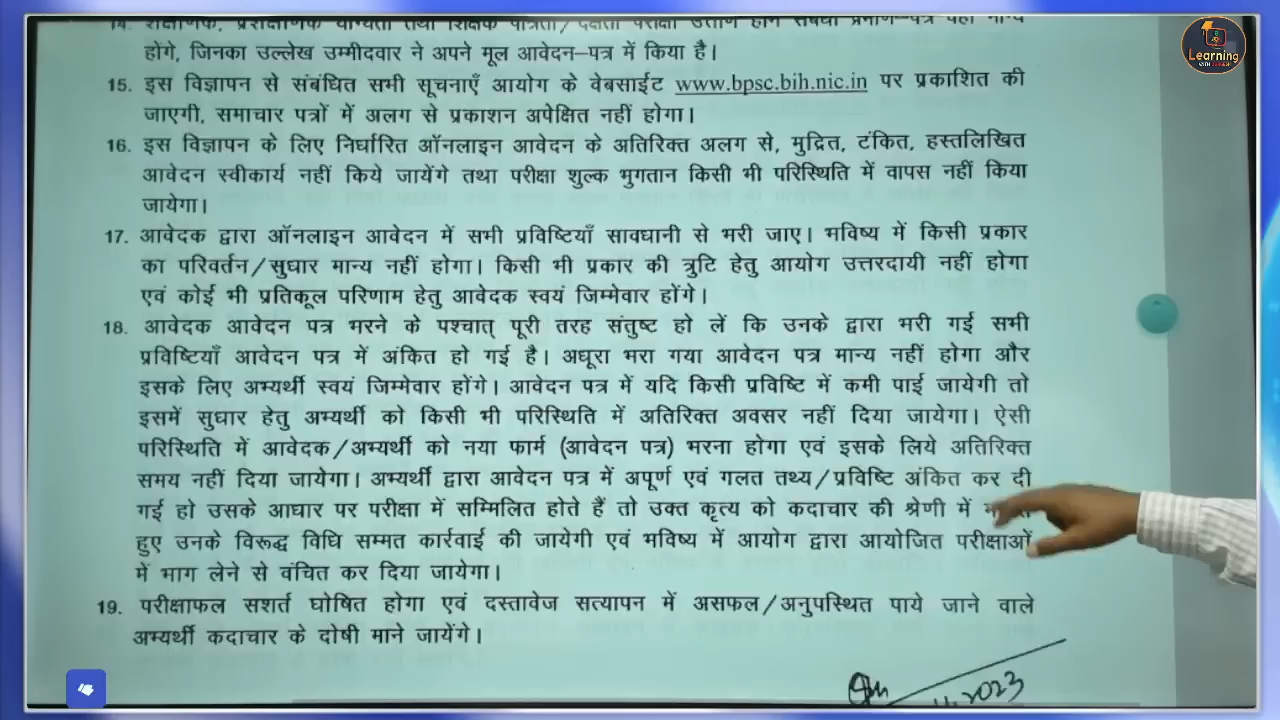 होंगे, जिनका उल्लेख उम्मीदवार ने अपने मूल आवेदन–पत्र में किया है।
15. इस विज्ञापन से संबंधित सभी सूचनाएँ आयोग के वेबसाईट www.bpsc.bih.nic.in पर प्रकाशित की
जाएगी, समाचार पत्रों में अलग से प्रकाशन अपेक्षित नहीं होगा।
16. इस विज्ञापन के लिए निर्धारित ऑनलाइन आवेदन के अतिरिक्त अलग से, मुद्रित, टंकित, हस्तलिखित
आवेदन स्वीकार्य नहीं किये जायेंगे तथा परीक्षा शुल्क भुगतान किसी भी परिस्थिति में वापस नहीं किया
जायेगा।
17. आवेदक द्वारा ऑनलाइन आवेदन में सभी प्रविष्टियाँ सावधानी से भरी जाए। भविष्य में किसी प्रकार
का परिवर्तन/सुधार मान्य नहीं होगा। किसी भी प्रकार की त्रुटि हेतु आयोग उत्तरदायी नहीं होगा
एवं कोई भी प्रतिकूल परिणाम हेतु आवेदक स्वयं जिम्मेवार होंगे।
18. आवेदक आवेदन पत्र भरने के पश्चात् पूरी तरह संतुष्ट हो लें कि उनके द्वारा भरी गई सभी
प्रविष्टियाँ आवेदन पत्र में अंकित हो गई है। अधूरा भरा गया आवेदन पत्र मान्य नहीं होगा और
इसके लिए अभ्यर्थी स्वयं जिम्मेवार होंगे। आवेदन पत्र में यदि किसी प्रविष्टि में कमी पाई जायेगी तो
इसमें सुधार हेतु अभ्यर्थी को किसी भी परिस्थिति में अतिरिक्त अवसर नहीं दिया जायेगा। ऐसी
परिस्थिति में आवेदक/अभ्यर्थी को नया फार्म (आवेदन पत्र) भरना होगा एवं इसके लिये अतिरिक्त
समय नहीं दिया जायेगा। अभ्यर्थी द्वारा आवेदन पत्र में अपूर्ण एवं गलत तथ्य/प्रविष्टि अंकित कर दी
गई हो उसके आधार पर परीक्षा में सम्मिलित होते हैं तो उक्त कृत्य को कदाचार की श्रेणी में
हुए उनके विरूद्ध विधि सम्मत कार्रवाई की जायेगी एवं भविष्य में आयोग द्वारा आयोजित परीक्षाओं
में भाग लेने से वंचित कर दिया जायेगा।
19. परीक्षाफल सशर्त घोषित होगा एवं दस्तावेज सत्यापन में असफल/अनुपस्थित पाये जाने वाले
अभ्यर्थी कदाचार के दोषी माने जायेंगे।
2023
Learning